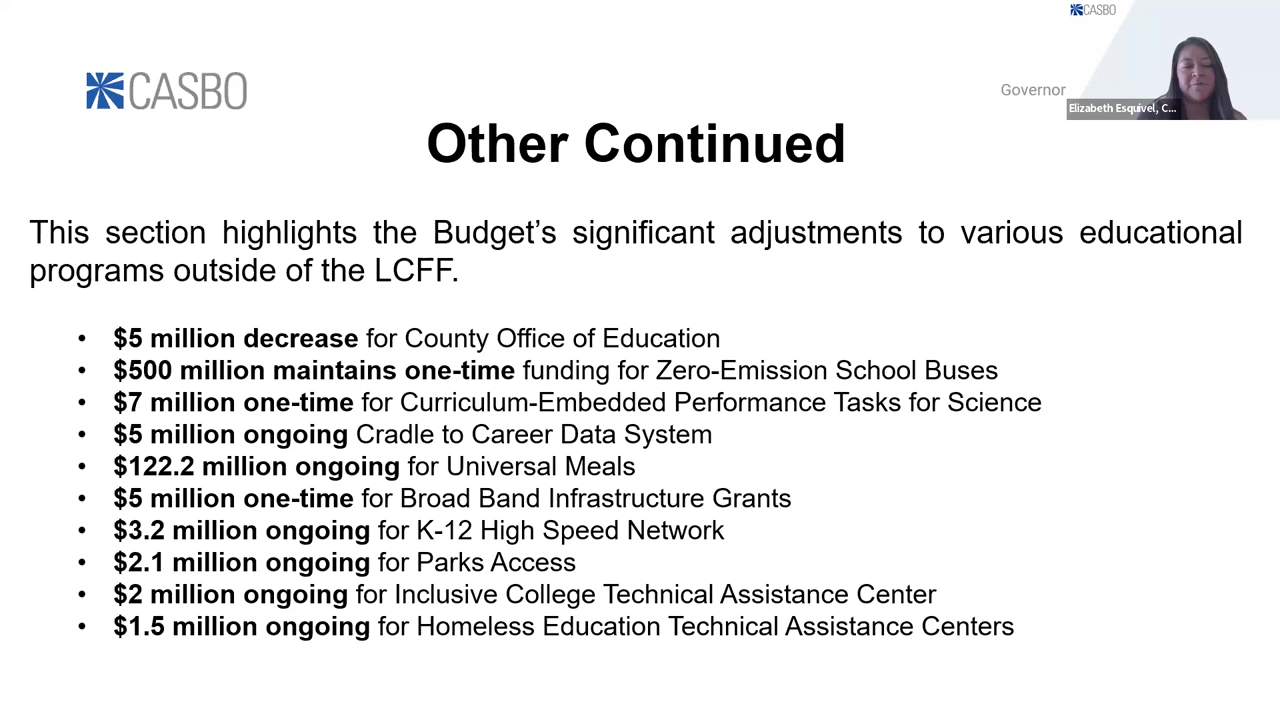 CASBO
CASBO
Governor
Elizabeth Esquivel, C...
Other Continued
This section highlights the Budget’s significant adjustments to various educational
programs outside of the LCFF.
• $5 million decrease for County Office of Education
• $500 million maintains one-time funding for Zero-Emission School Buses
• $7 million one-time for Curriculum-Embedded Performance Tasks for Science
• $5 million ongoing Cradle to Career Data System
• $122.2 million ongoing for Universal Meals
• $5 million one-time for Broad Band Infrastructure Grants
• $3.2 million ongoing for K-12 High Speed Network
• $2.1 million ongoing for Parks Access
• $2 million ongoing for Inclusive College Technical Assistance Center
• $1.5 million ongoing for Homeless Education Technical Assistance Centers